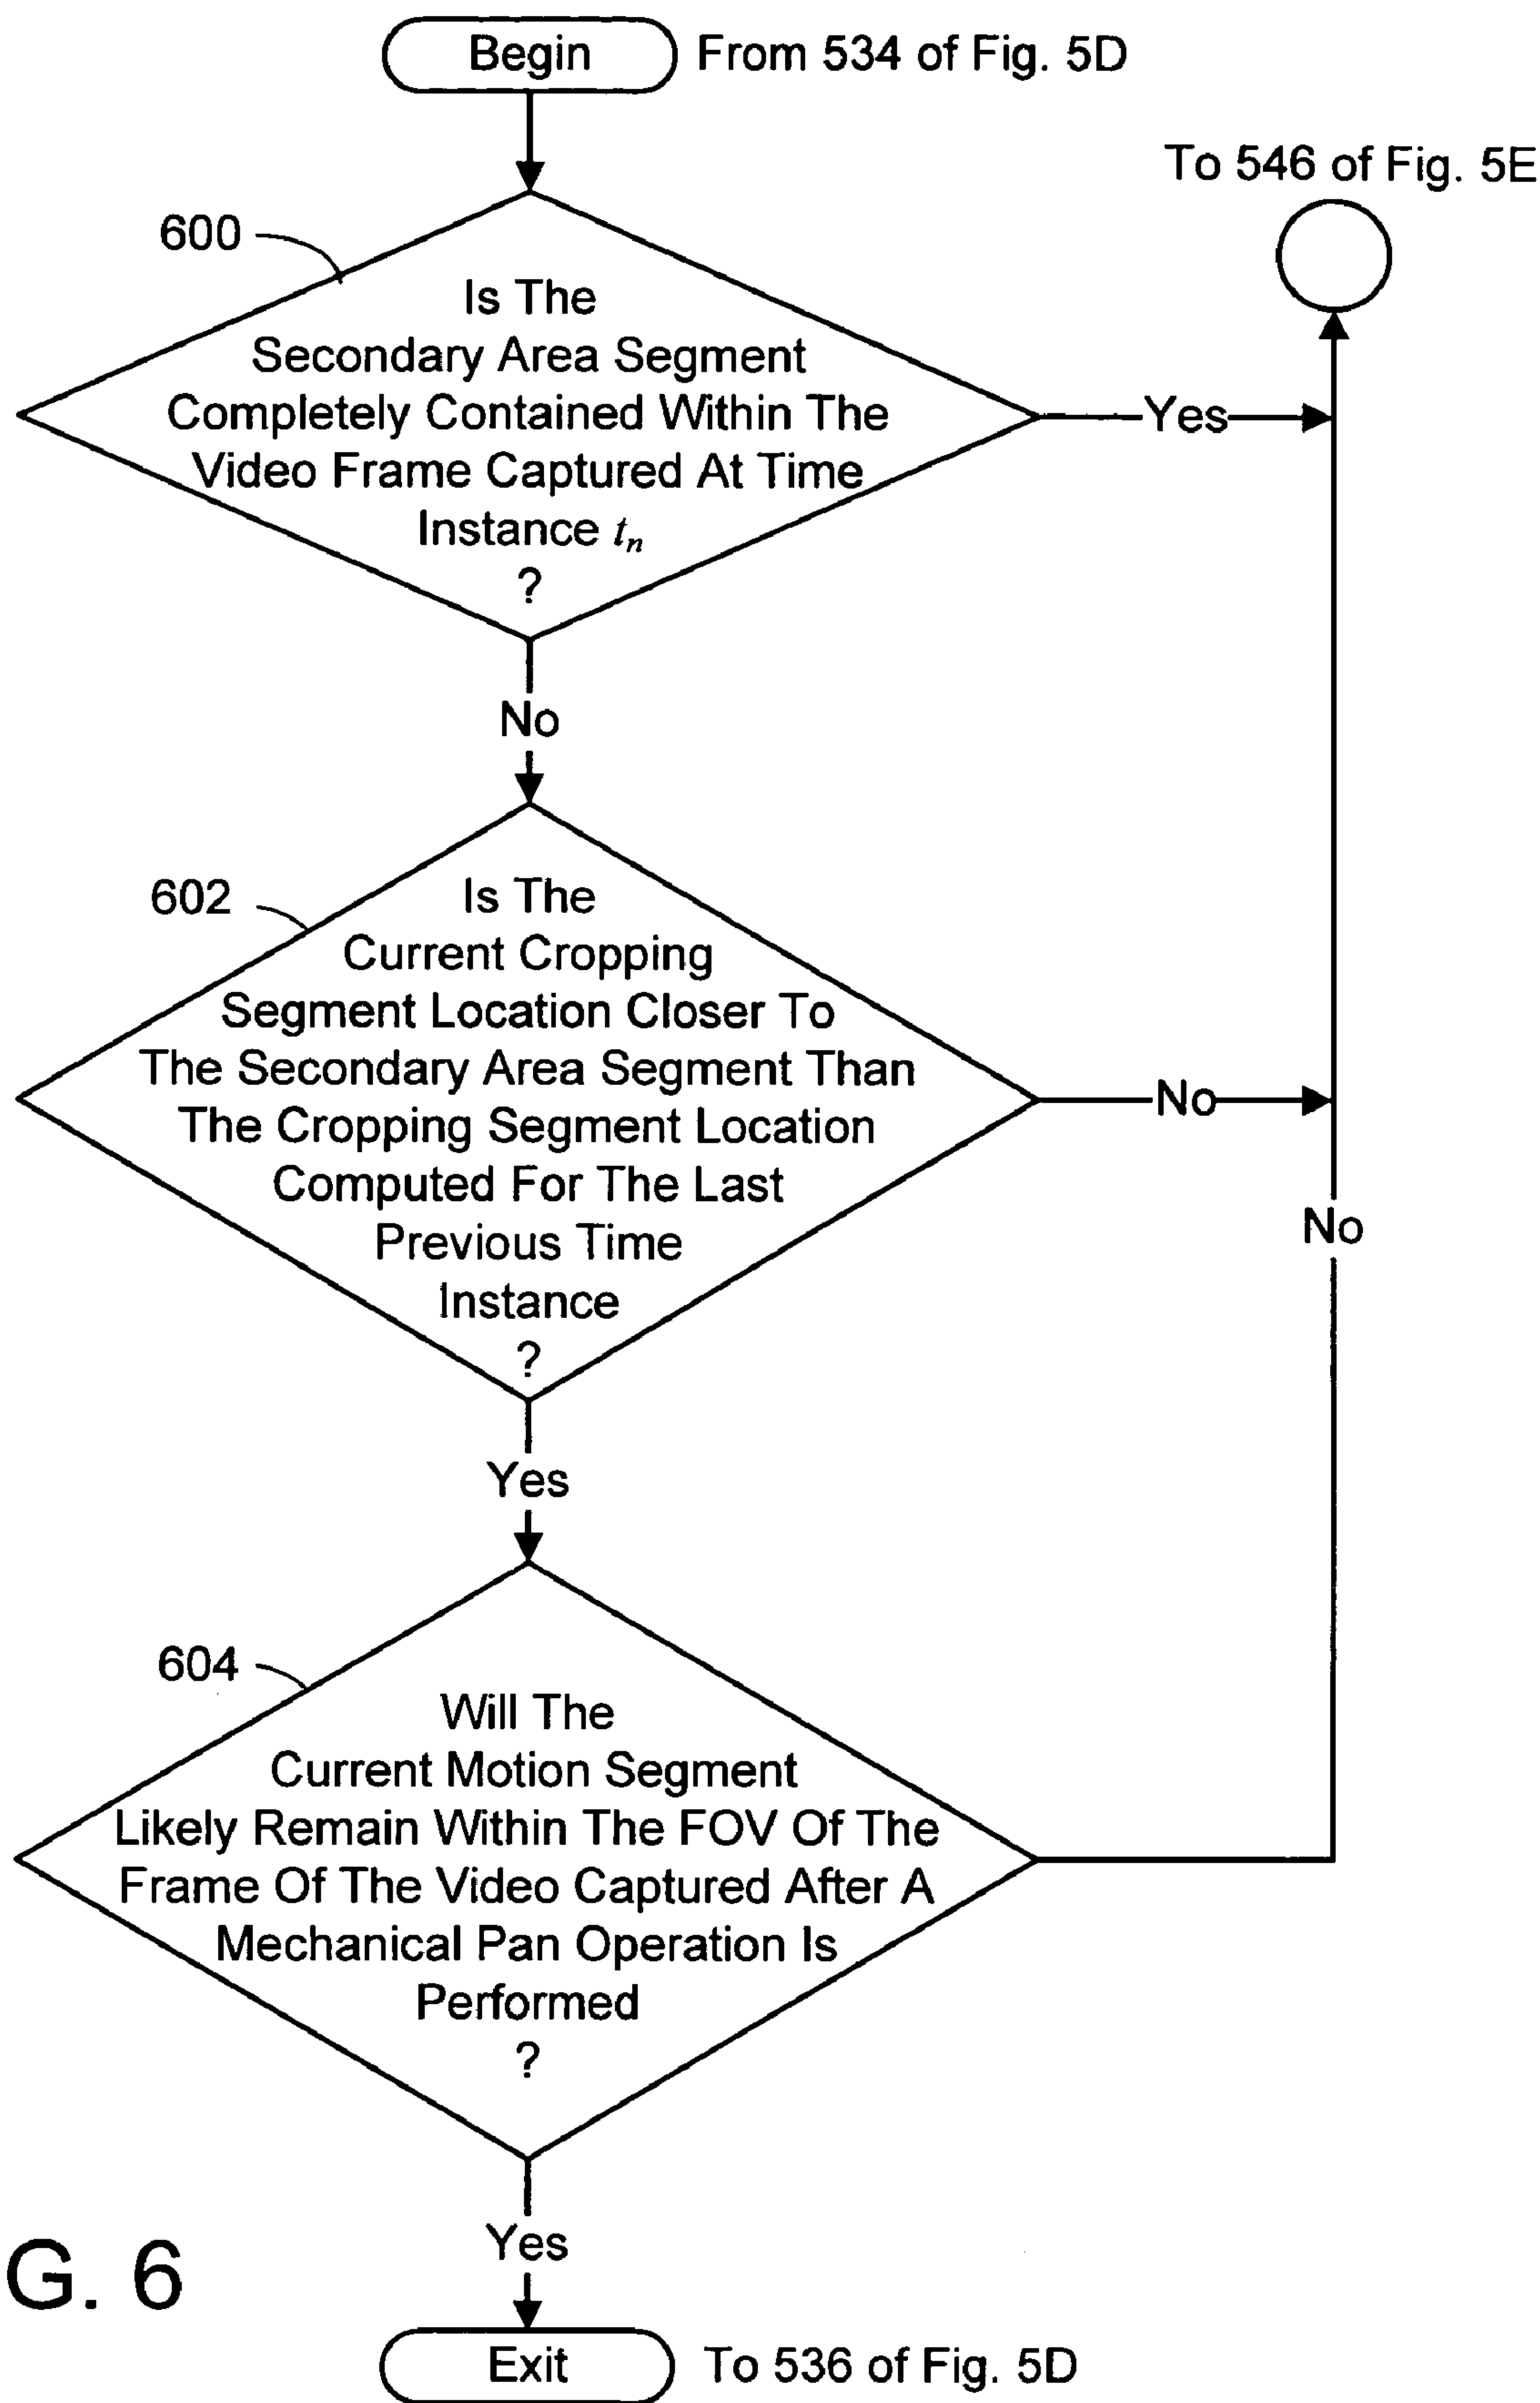 Begin
From 534 of Fig. 5D
To 546 of Fig. 5E
600
Is The
Secondary Area Segment
Completely Contained Within The
Video Frame Captured At Time
Instance tₙ
?
Yes
No
602
Is The
Current Cropping
Segment Location Closer To
The Secondary Area Segment Than
The Cropping Segment Location
Computed For The Last
Previous Time
Instance
?
No
No
Yes
604
Will The
Current Motion Segment
Likely Remain Within The FOV Of The
Frame Of The Video Captured After A
Mechanical Pan Operation Is
Performed
?
Yes
G. 6
Exit
To 536 of Fig. 5D